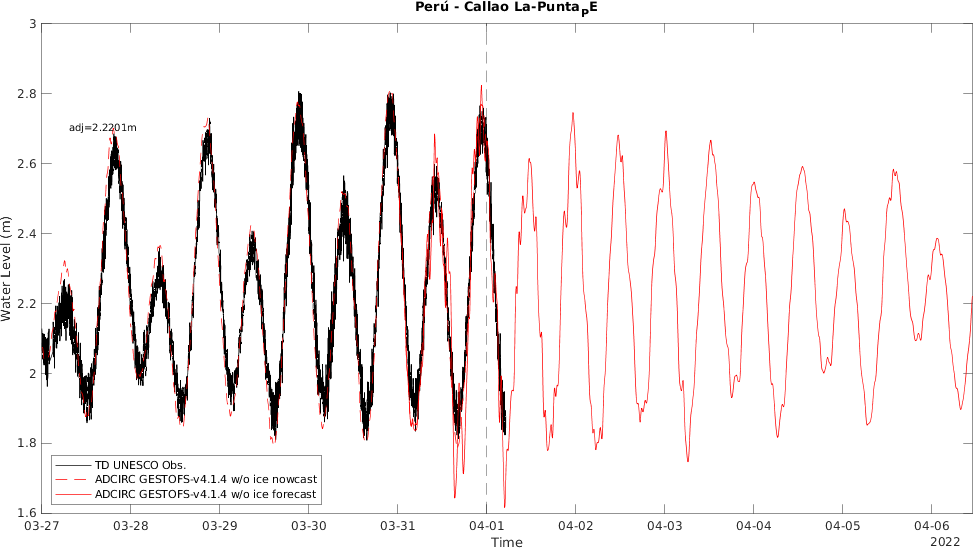 Perú - Callao La-PuntaPE
3
2.8
2.6
2.4
2.2
2
1.8
1.6
Water Level (m)
adj=2.2201m
TD UNESCO Obs.
ADCIRC GESTOFS-v4.1.4 w/o ice nowcast
ADCIRC GESTOFS-v4.1.4 w/o ice forecast
03-27 03-28 03-29 03-30 03-31 04-01 04-02 04-03 04-04 04-05 04-06
Time
2022